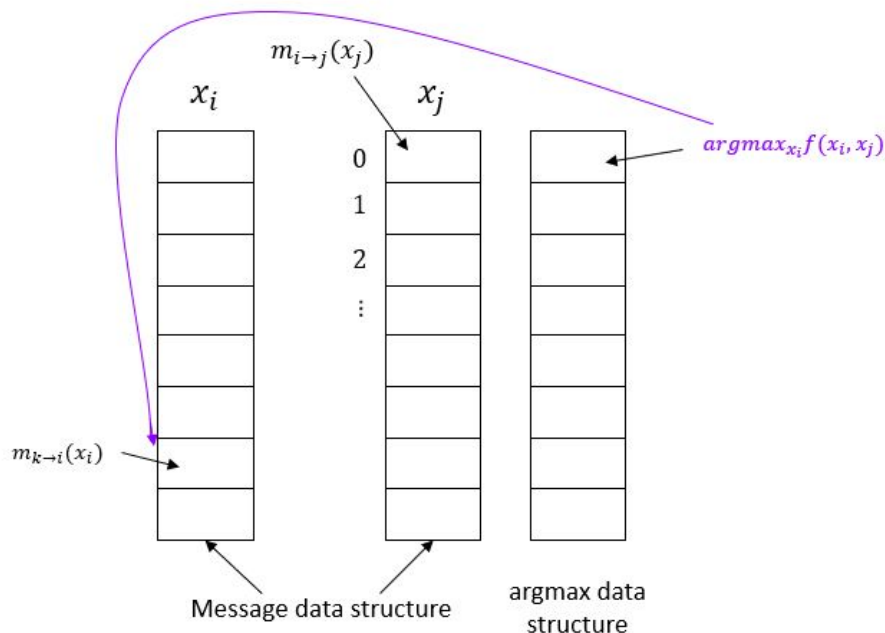 m_{i→j}(x_j)
x_i
x_j
0
argmax_{x_i} f(x_i, x_j)
1
2
⋮
m_{k→i}(x_i)
Message data structure
argmax data
structure